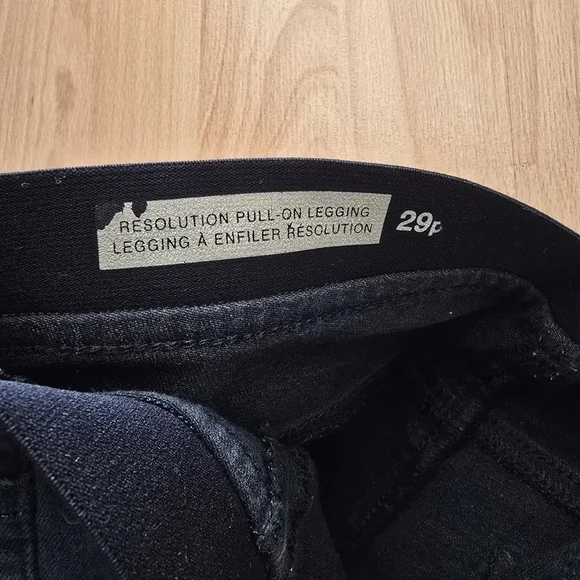 RESOLUTION PULL-ON LEGGING
LEGGING À ENFILER RÉSOLUTION
29p